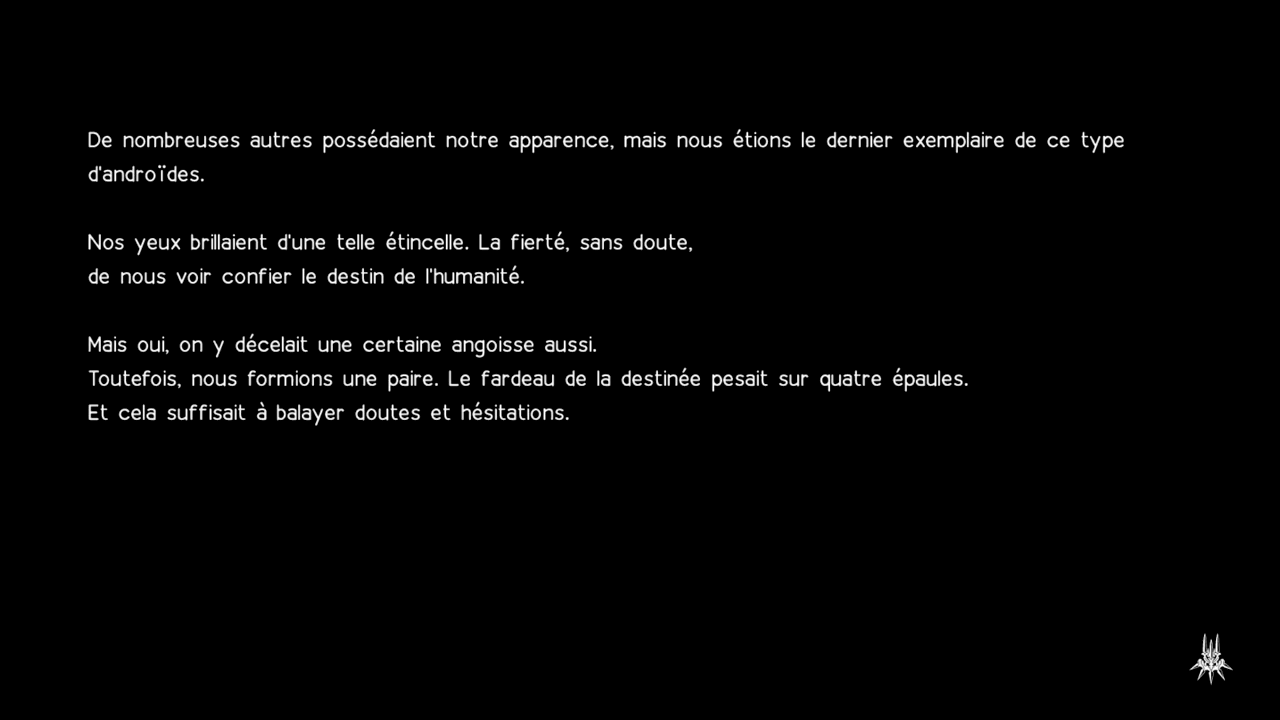 De nombreuses autres possédaient notre apparence, mais nous étions le dernier exemplaire de ce type
d'androïdes.
Nos yeux brillaient d'une telle étincelle. La fierté, sans doute,
de nous voir confier le destin de l'humanité.
Mais oui, on y décelait une certaine angoisse aussi.
Toutefois, nous formions une paire. Le fardeau de la destinée pesait sur quatre épaules.
Et cela suffisait à balayer doutes et hésitations.